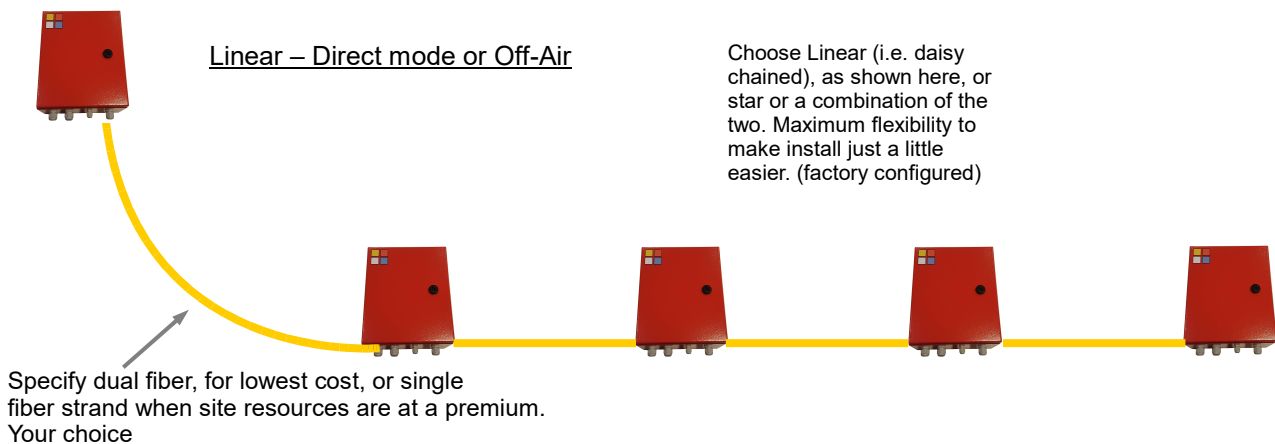 Linear – Direct mode or Off-Air
Choose Linear (i.e. daisy
chained), as shown here, or
star or a combination of the
two. Maximum flexibility to
make install just a little
easier. (factory configured)
Specify dual fiber, for lowest cost, or single
fiber strand when site resources are at a premium.
Your choice